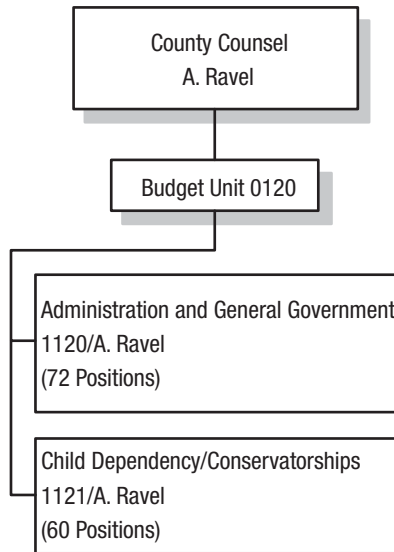 County Counsel
A. Ravel
Budget Unit 0120
Administration and General Government
1120/A. Ravel
(72 Positions)
Child Dependency/Conservatorships
1121/A. Ravel
(60 Positions)